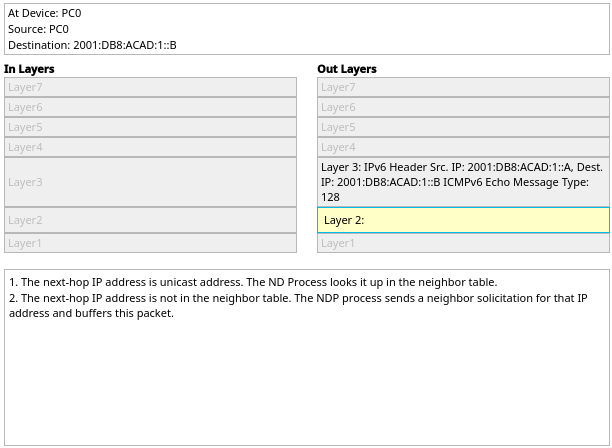 At Device: PC0
Source: PC0
Destination: 2001:DB8:ACAD:1::B
In Layers
Out Layers
Layer7
Layer7
Layer6
Layer6
Layer5
Layer5
Layer4
Layer4
Layer3
Layer 3: IPv6 Header Src. IP: 2001:DB8:ACAD:1::A, Dest.
IP: 2001:DB8:ACAD:1::B ICMPv6 Echo Message Type:
128
Layer2
Layer 2:
Layer1
Layer1
1. The next-hop IP address is unicast address. The ND Process looks it up in the neighbor table.
2. The next-hop IP address is not in the neighbor table. The NDP process sends a neighbor solicitation for that IP
address and buffers this packet.